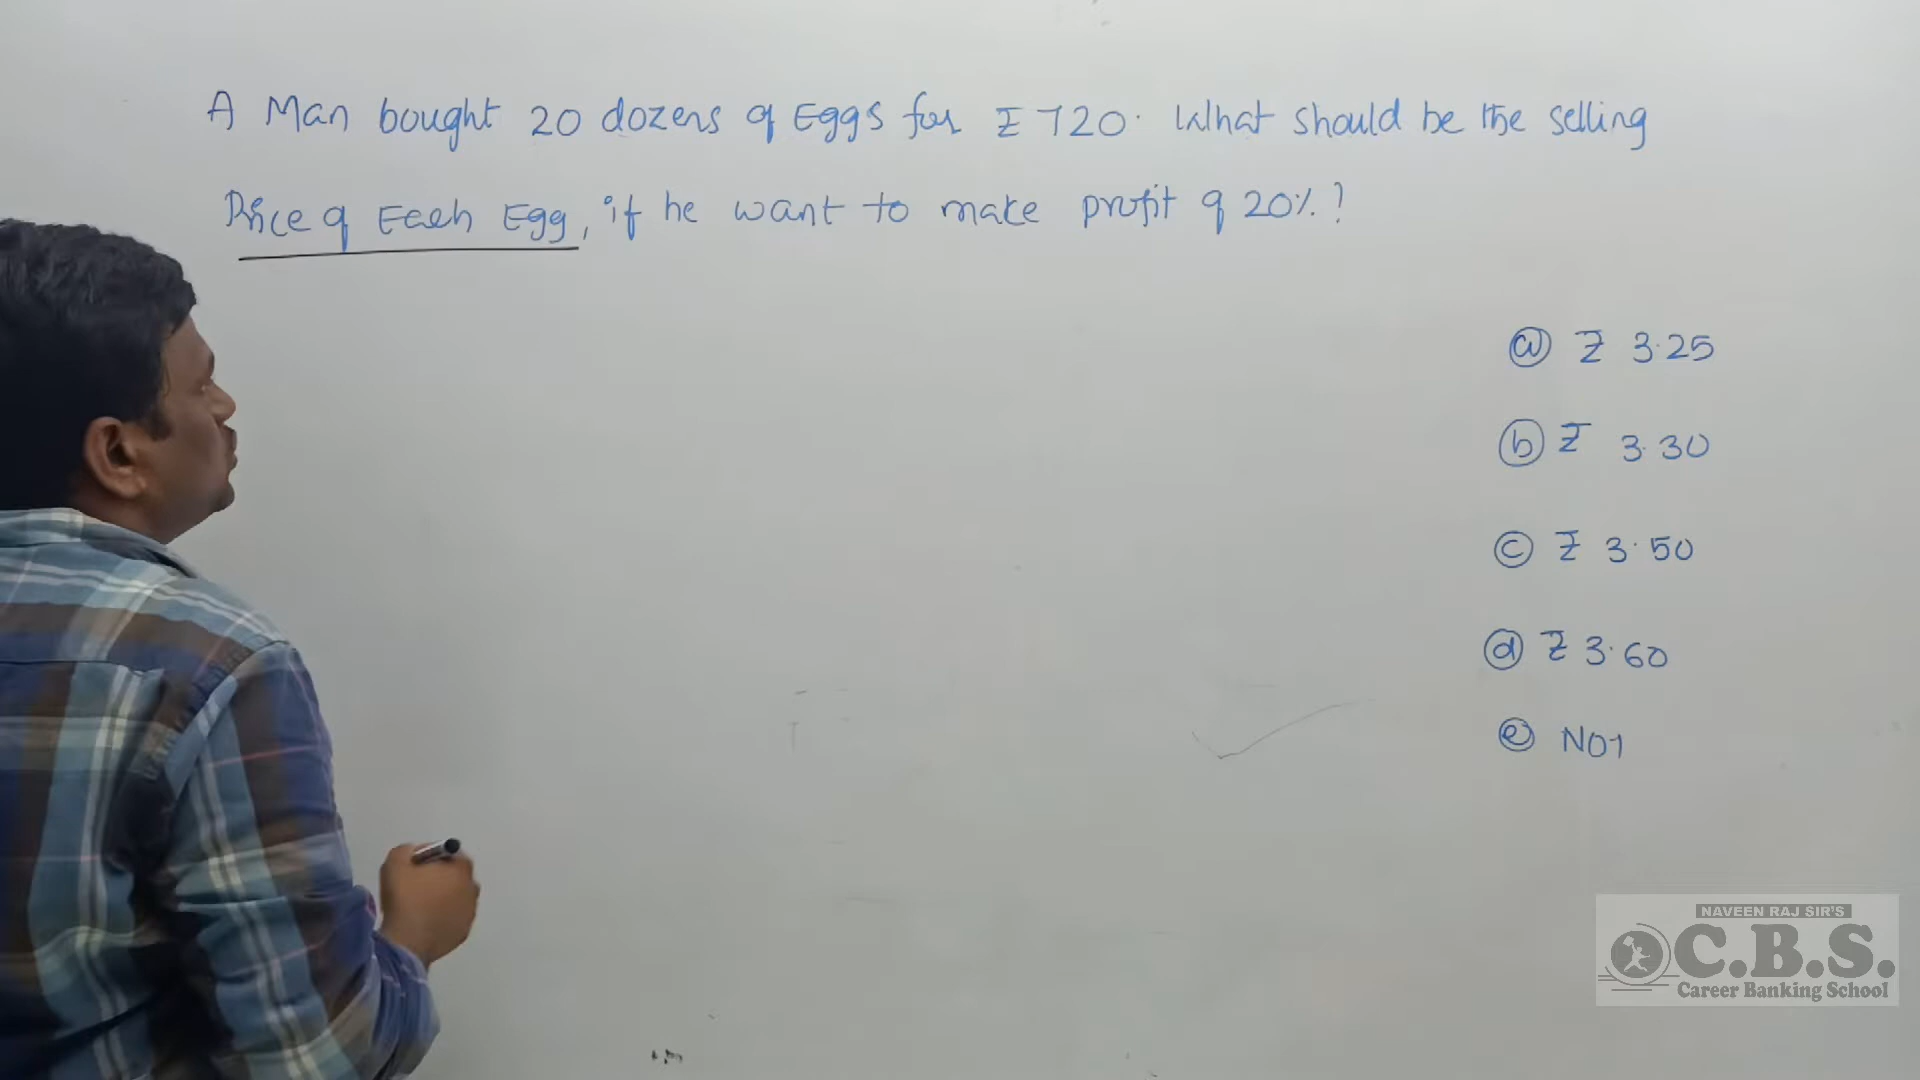 A Man bought 20 dozens of Eggs for ₹ 720. What should be the selling
Price of Each Egg, if he want to make profit of 20%?
(a) ₹ 3.25
(b) ₹ 3.30
(c) ₹ 3.50
(d) ₹ 3.60
(e) NOT
NAVEEN RAJ SIR'S
C.B.S.
Career Banking School